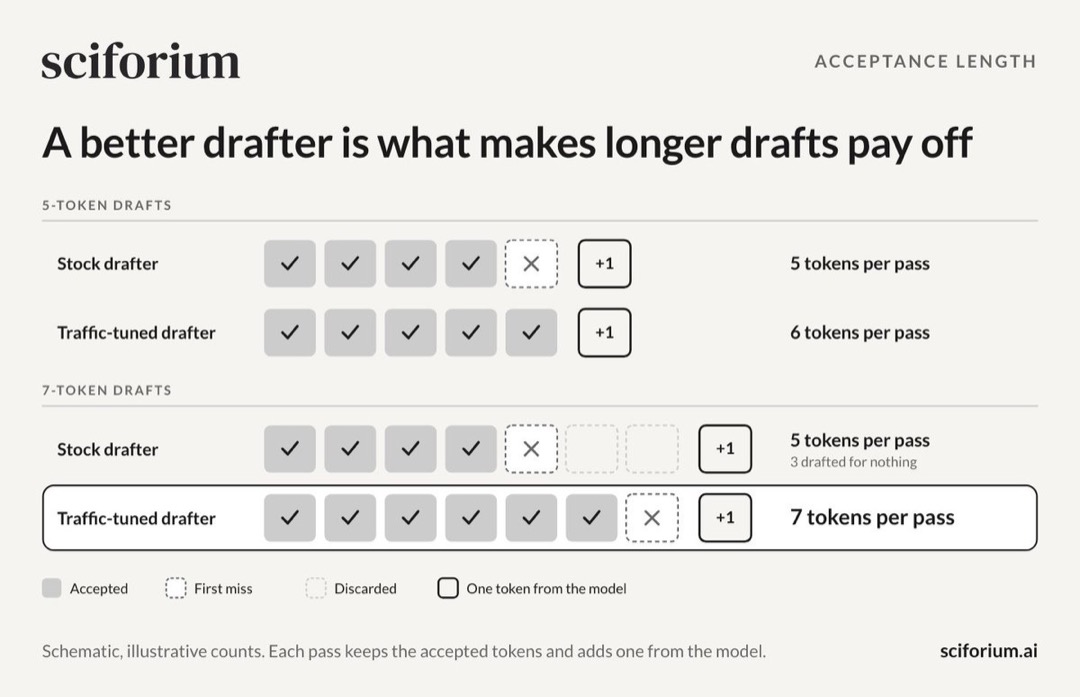 sciforium
ACCEPTANCE LENGTH
A better drafter is what makes longer drafts pay off
5-TOKEN DRAFTS
Stock drafter
+1
5 tokens per pass
Traffic-tuned drafter
+1
6 tokens per pass
7-TOKEN DRAFTS
Stock drafter
+1
5 tokens per pass
3 drafted for nothing
Traffic-tuned drafter
+1
7 tokens per pass
Accepted
First miss
Discarded
One token from the model
Schematic, illustrative counts. Each pass keeps the accepted tokens and adds one from the model.
sciforium.ai